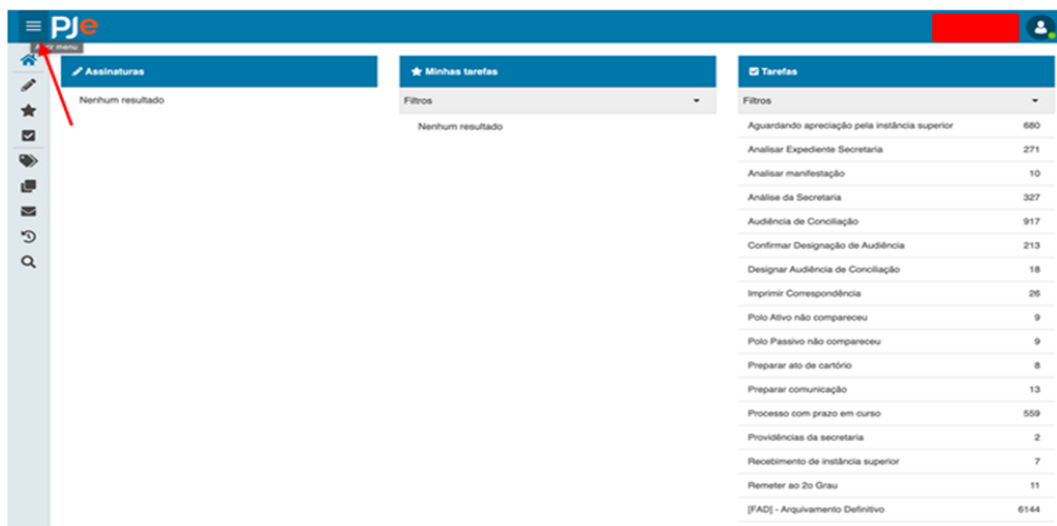 PJe
Abrir menu
Assinaturas
Nenhum resultado
Minhas tarefas
Filtros
Nenhum resultado
Tarefas
Filtros
Aguardando apreciação pela instância superior 680
Analisar Expediente Secretaria 271
Analisar manifestação 10
Análise da Secretaria 327
Audiência de Conciliação 917
Confirmar Designação de Audiência 213
Designar Audiência de Conciliação 18
Imprimir Correspondência 26
Polo Ativo não compareceu 9
Polo Passivo não compareceu 9
Preparar ato de cartório 8
Preparar comunicação 13
Processo com prazo em curso 559
Providências da secretaria 2
Recebimento de instância superior 7
Remeter ao 2o Grau 11
[FAD] - Arquivamento Definitivo 6144